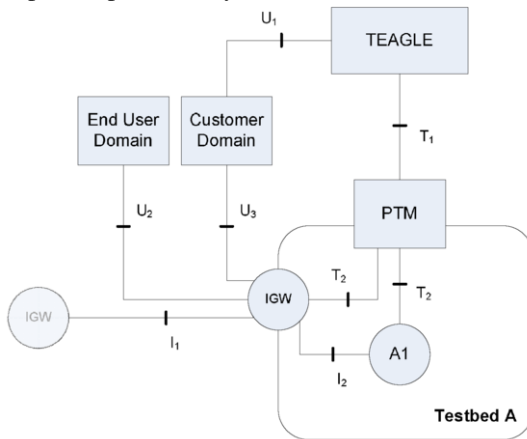 U1
TEAGLE
End User
Domain
Customer
Domain
T1
U2
U3
PTM
T2
T2
IGW
IGW
I1
I2
A1
Testbed A